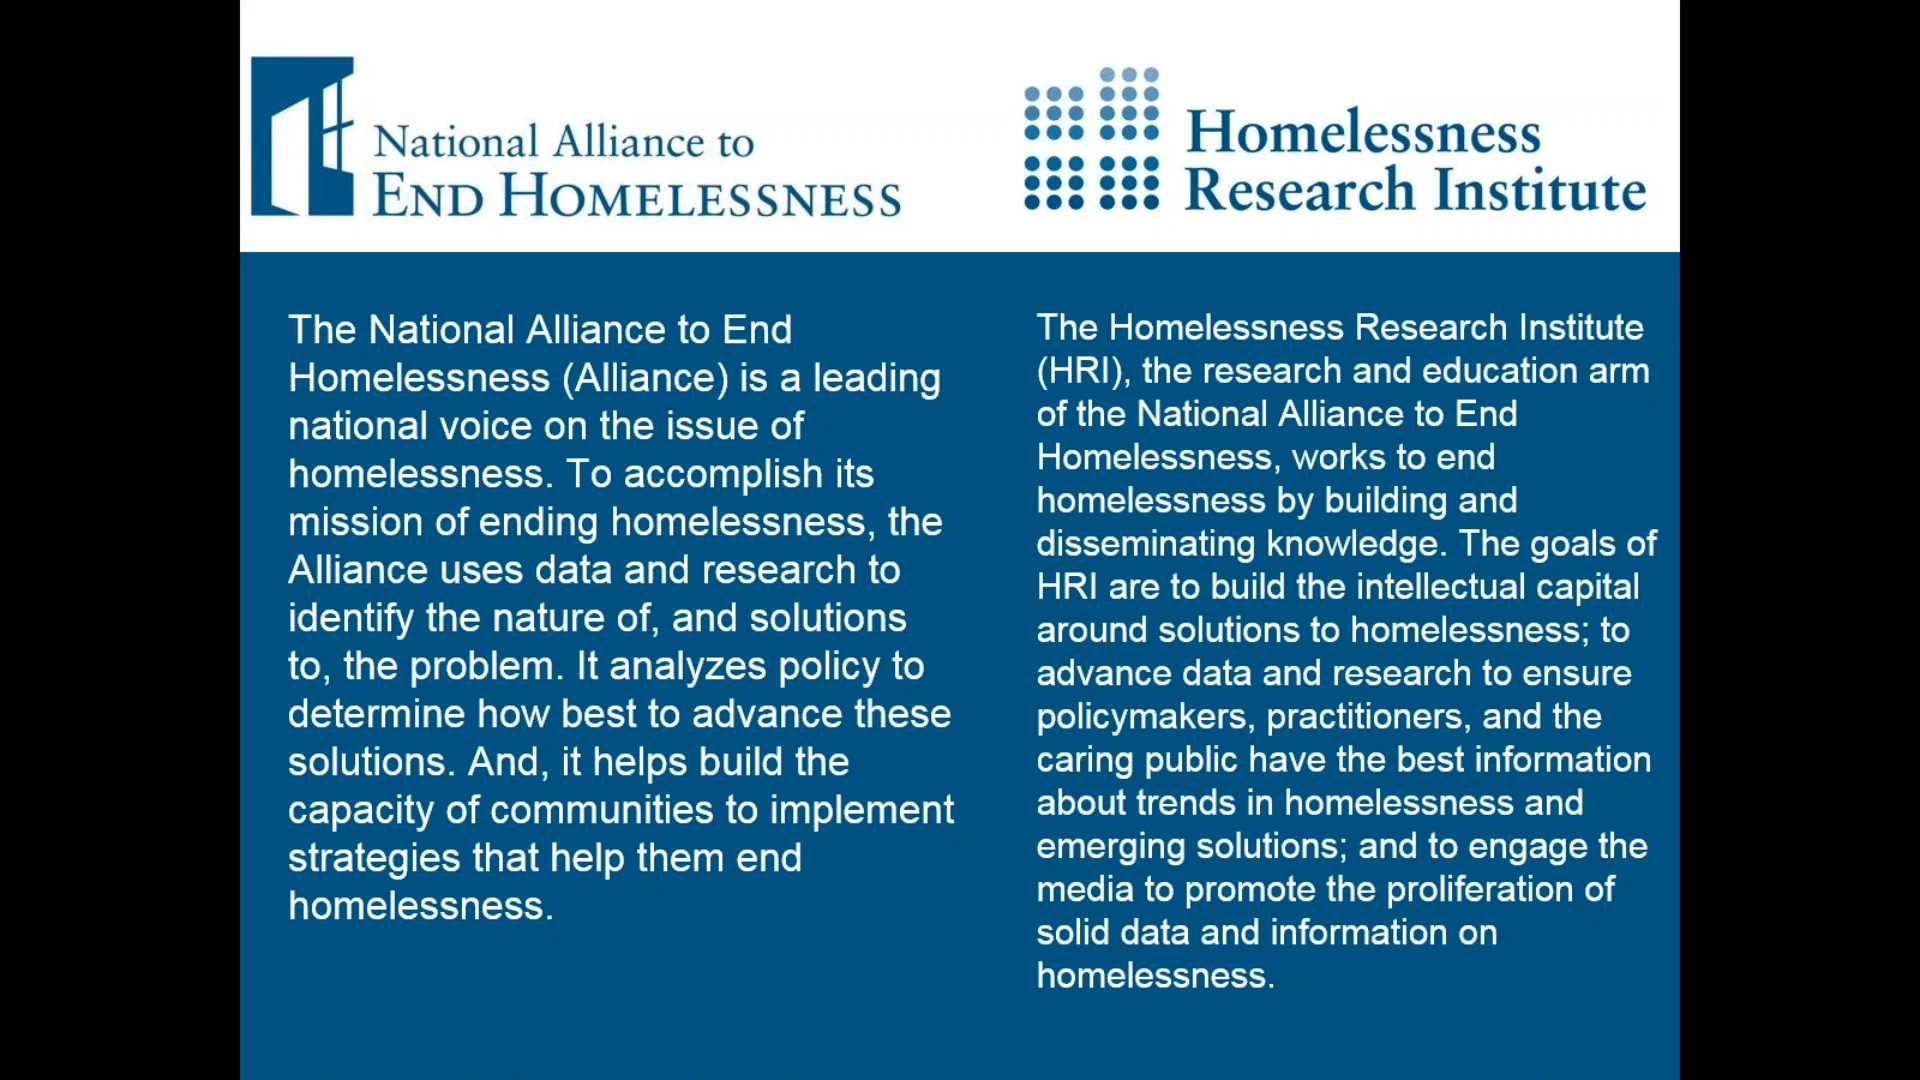 National Alliance to
END HOMELESSNESS
Homelessness
Research Institute
The National Alliance to End
Homelessness (Alliance) is a leading
national voice on the issue of
homelessness. To accomplish its
mission of ending homelessness, the
Alliance uses data and research to
identify the nature of, and solutions
to, the problem. It analyzes policy to
determine how best to advance these
solutions. And, it helps build the
capacity of communities to implement
strategies that help them end
homelessness.
The Homelessness Research Institute
(HRI), the research and education arm
of the National Alliance to End
Homelessness, works to end
homelessness by building and
disseminating knowledge. The goals of
HRI are to build the intellectual capital
around solutions to homelessness; to
advance data and research to ensure
policymakers, practitioners, and the
caring public have the best information
about trends in homelessness and
emerging solutions; and to engage the
media to promote the proliferation of
solid data and information on
homelessness.